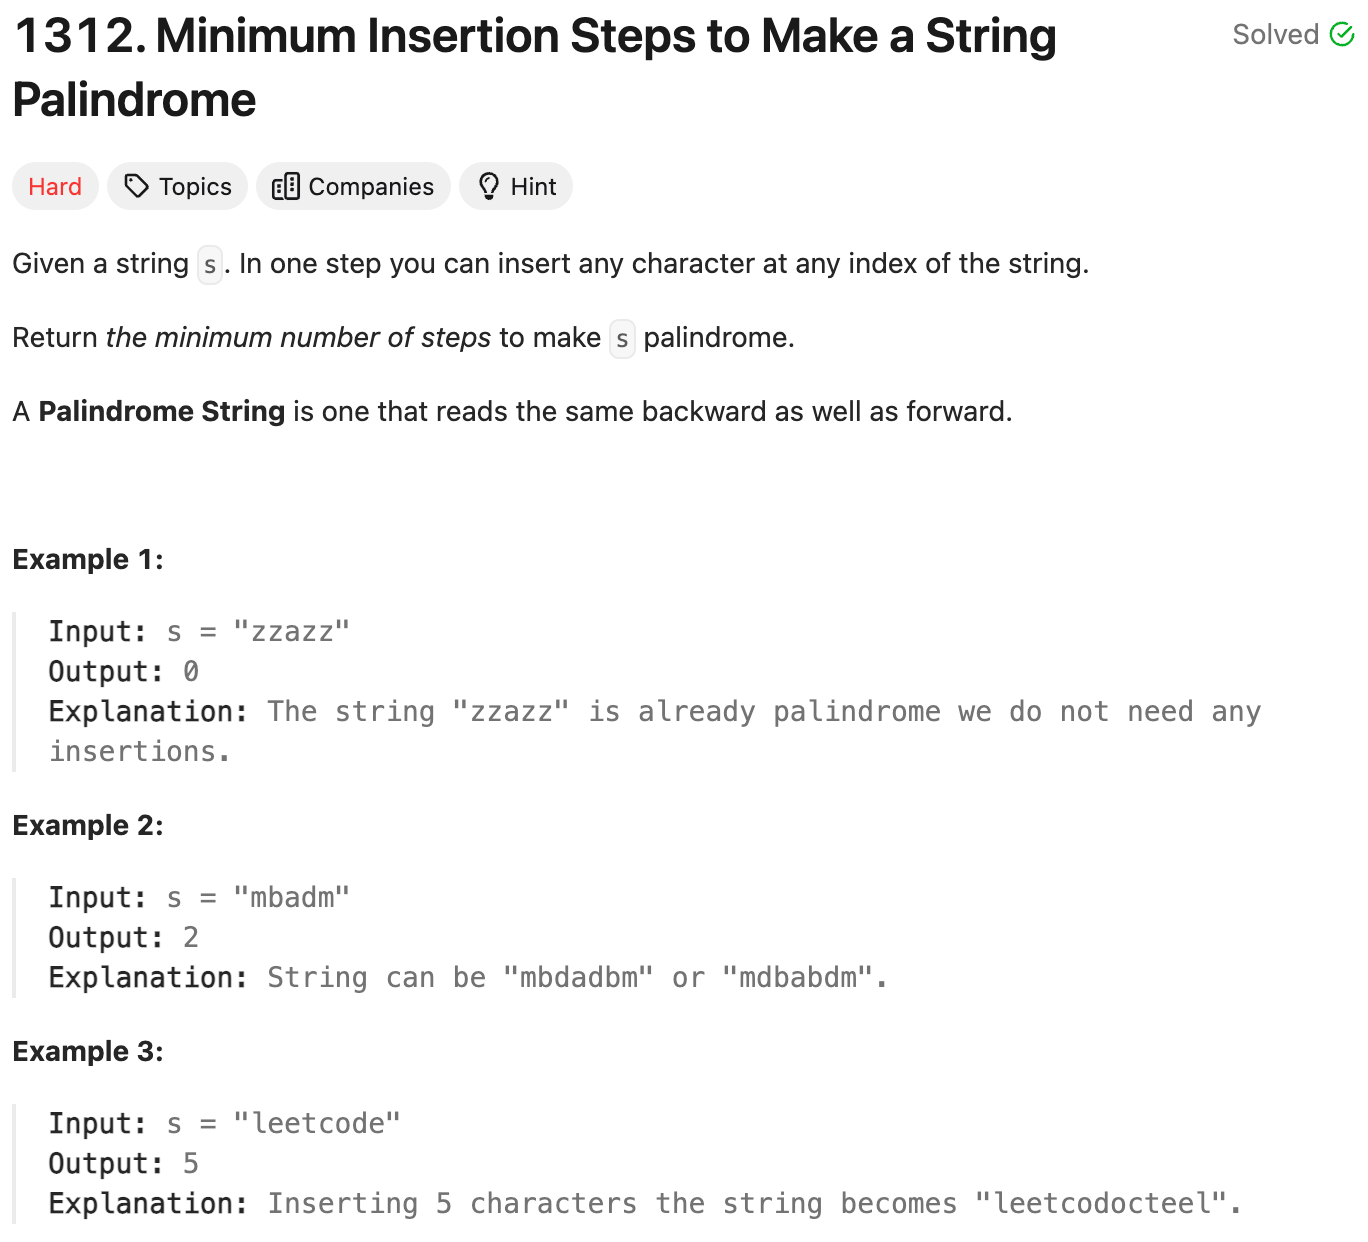 1312. Minimum Insertion Steps to Make a String
Palindrome
Solved
Hard
Topics
Companies
Hint
Given a string s. In one step you can insert any character at any index of the string.
Return the minimum number of steps to make s palindrome.
A Palindrome String is one that reads the same backward as well as forward.
Example 1:
Input: s = "zzazz"
Output: 0
Explanation: The string "zzazz" is already palindrome we do not need any
insertions.
Example 2:
Input: s = "mbadm"
Output: 2
Explanation: String can be "mbdadbm" or "mdbabdm".
Example 3:
Input: s = "leetcode"
Output: 5
Explanation: Inserting 5 characters the string becomes "leetcodocteel".